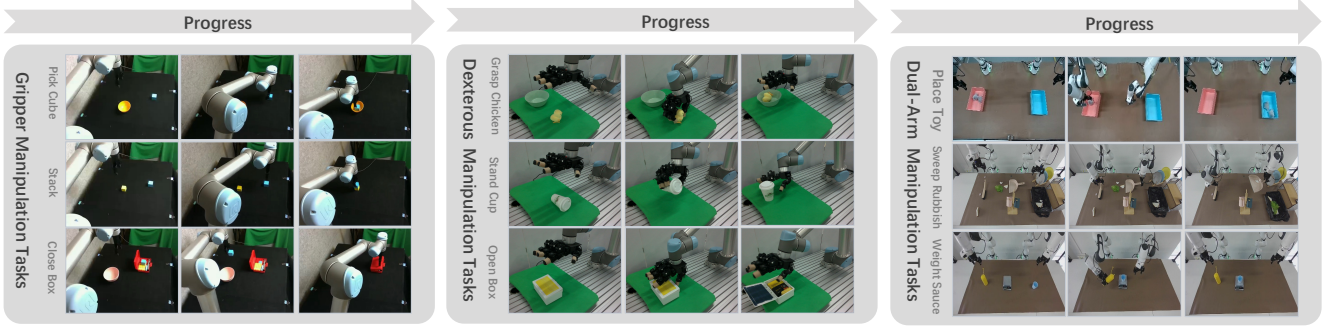 Progress
Gripper Manipulation Tasks
Pick Cube
Stack
Close Box
Progress
Dexterous Manipulation Tasks
Grasp Chicken
Stand Cup
Open Box
Progress
Dual-Arm Manipulation Tasks
Place Toy
Sweep Rubbish
Weight Sauce